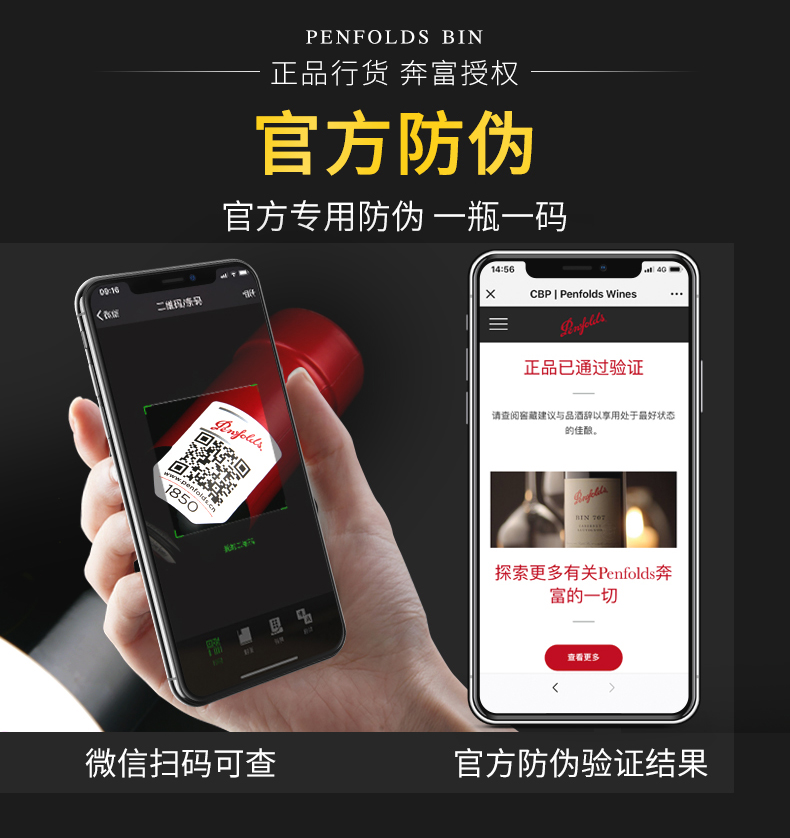 PENFOLDS BIN
正品行货 奔富授权
官方防伪
官方专用防伪 一瓶一码
09:16
二维码/条码
Penfolds
www.penfolds.cn
1850
14:56
4G
CBP | Penfolds Wines
Penfolds
正品已通过验证
请查阅窖藏建议与品酒辞以享用处于最好状态
的佳酿。
Penfolds
BIN 707
探索更多有关Penfolds奔
富的一切
查看更多
微信扫码可查
官方防伪验证结果